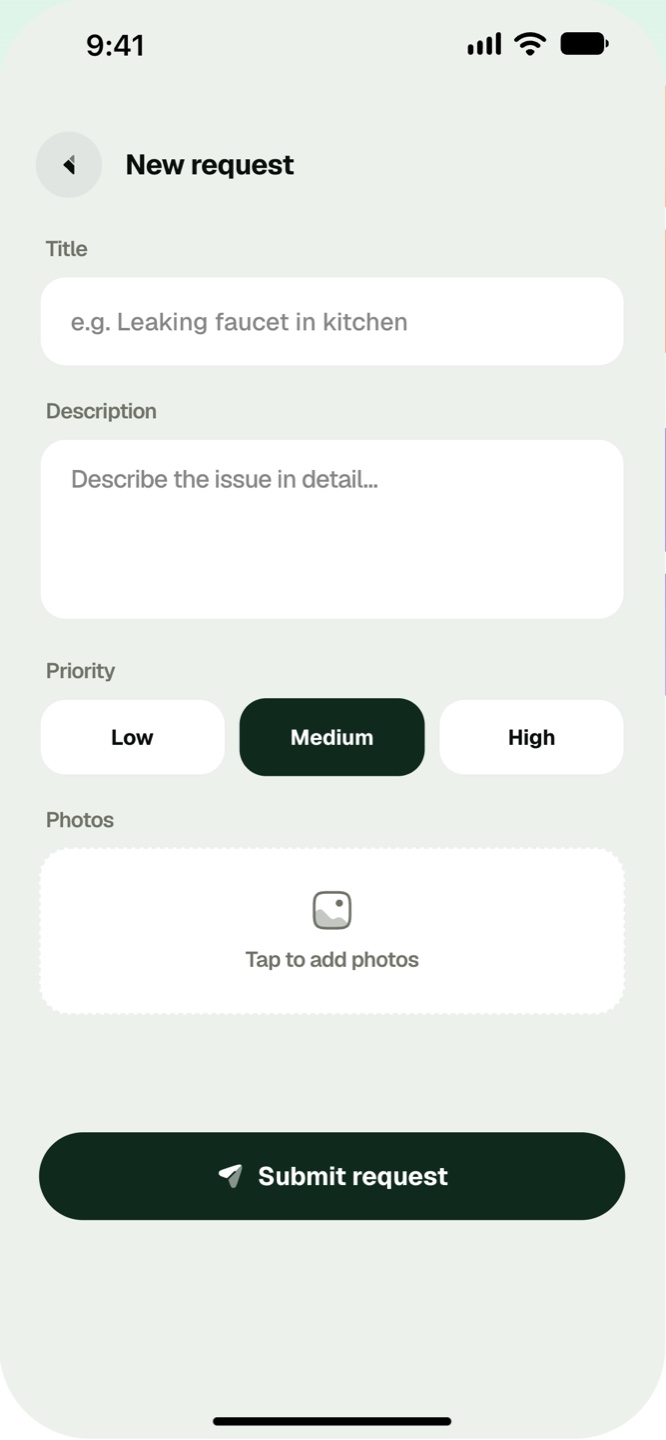 9:41
New request
Title
e.g. Leaking faucet in kitchen
Description
Describe the issue in detail...
Priority
Low
Medium
High
Photos
Tap to add photos
Submit request